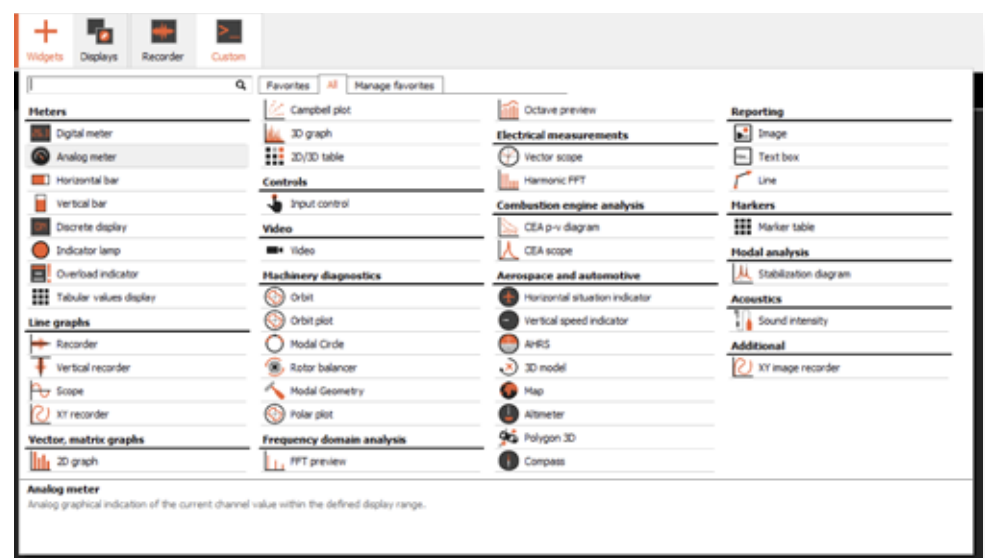 Widgets
Displays
Recorder
Custom
Favorites
All
Manage favorites
Meters
Digital meter
Analog meter
Horizontal bar
Vertical bar
Discrete display
Indicator lamp
Overload indicator
Tabular values display
Line graphs
Recorder
Vertical recorder
Scope
XY recorder
Vector, matrix graphs
2D graph
Campbell plot
3D graph
2D/3D table
Controls
Input control
Video
Video
Machinery diagnostics
Orbit
Orbit plot
Modal Circle
Rotor balancer
Modal Geometry
Polar plot
Frequency domain analysis
FFT preview
Octave preview
Electrical measurements
Vector scope
Harmonic FFT
Combustion engine analysis
CEA p-v diagram
CEA scope
Aerospace and automotive
Horizontal situation indicator
Vertical speed indicator
AHRS
3D model
Map
Altimeter
Polygon 3D
Compass
Reporting
Image
Text box
Line
Markers
Marker table
Modal analysis
Stabilization diagram
Acoustics
Sound intensity
Additional
XY image recorder
Analog meter
Analog graphical indication of the current channel value within the defined display range.